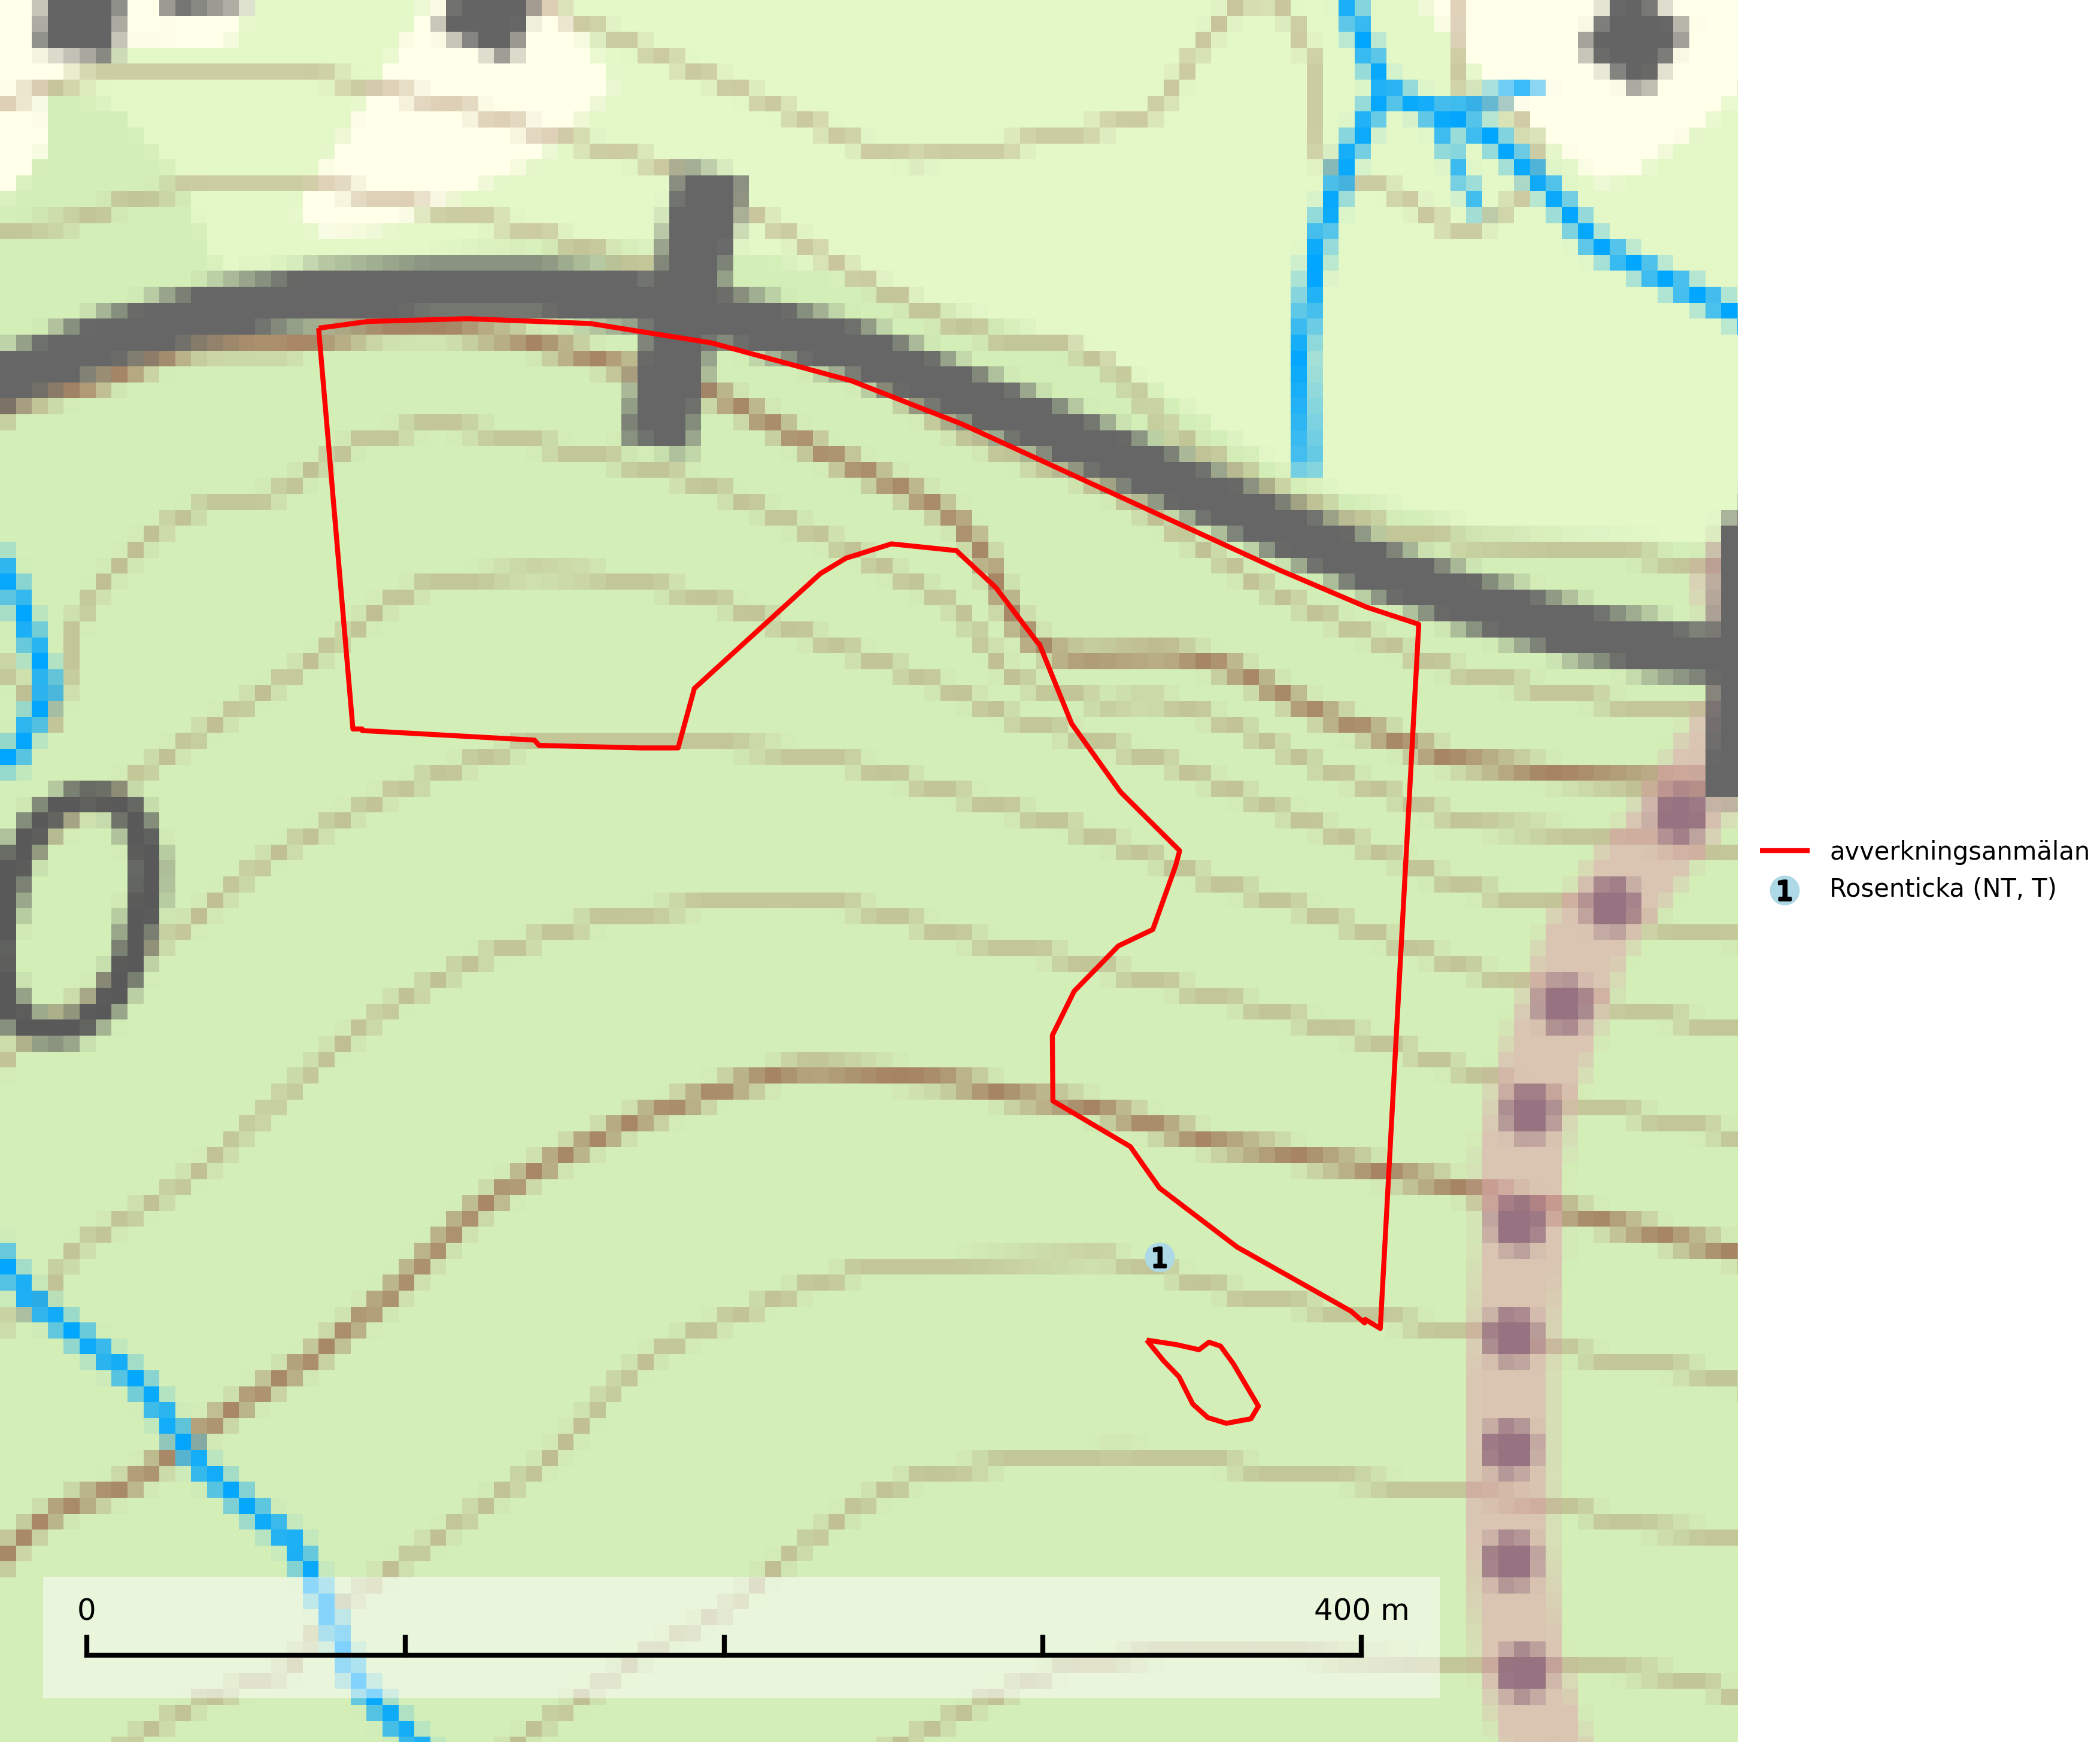 avverkningsanmälan
1 Rosenticka (NT, T)
1
0 400 m